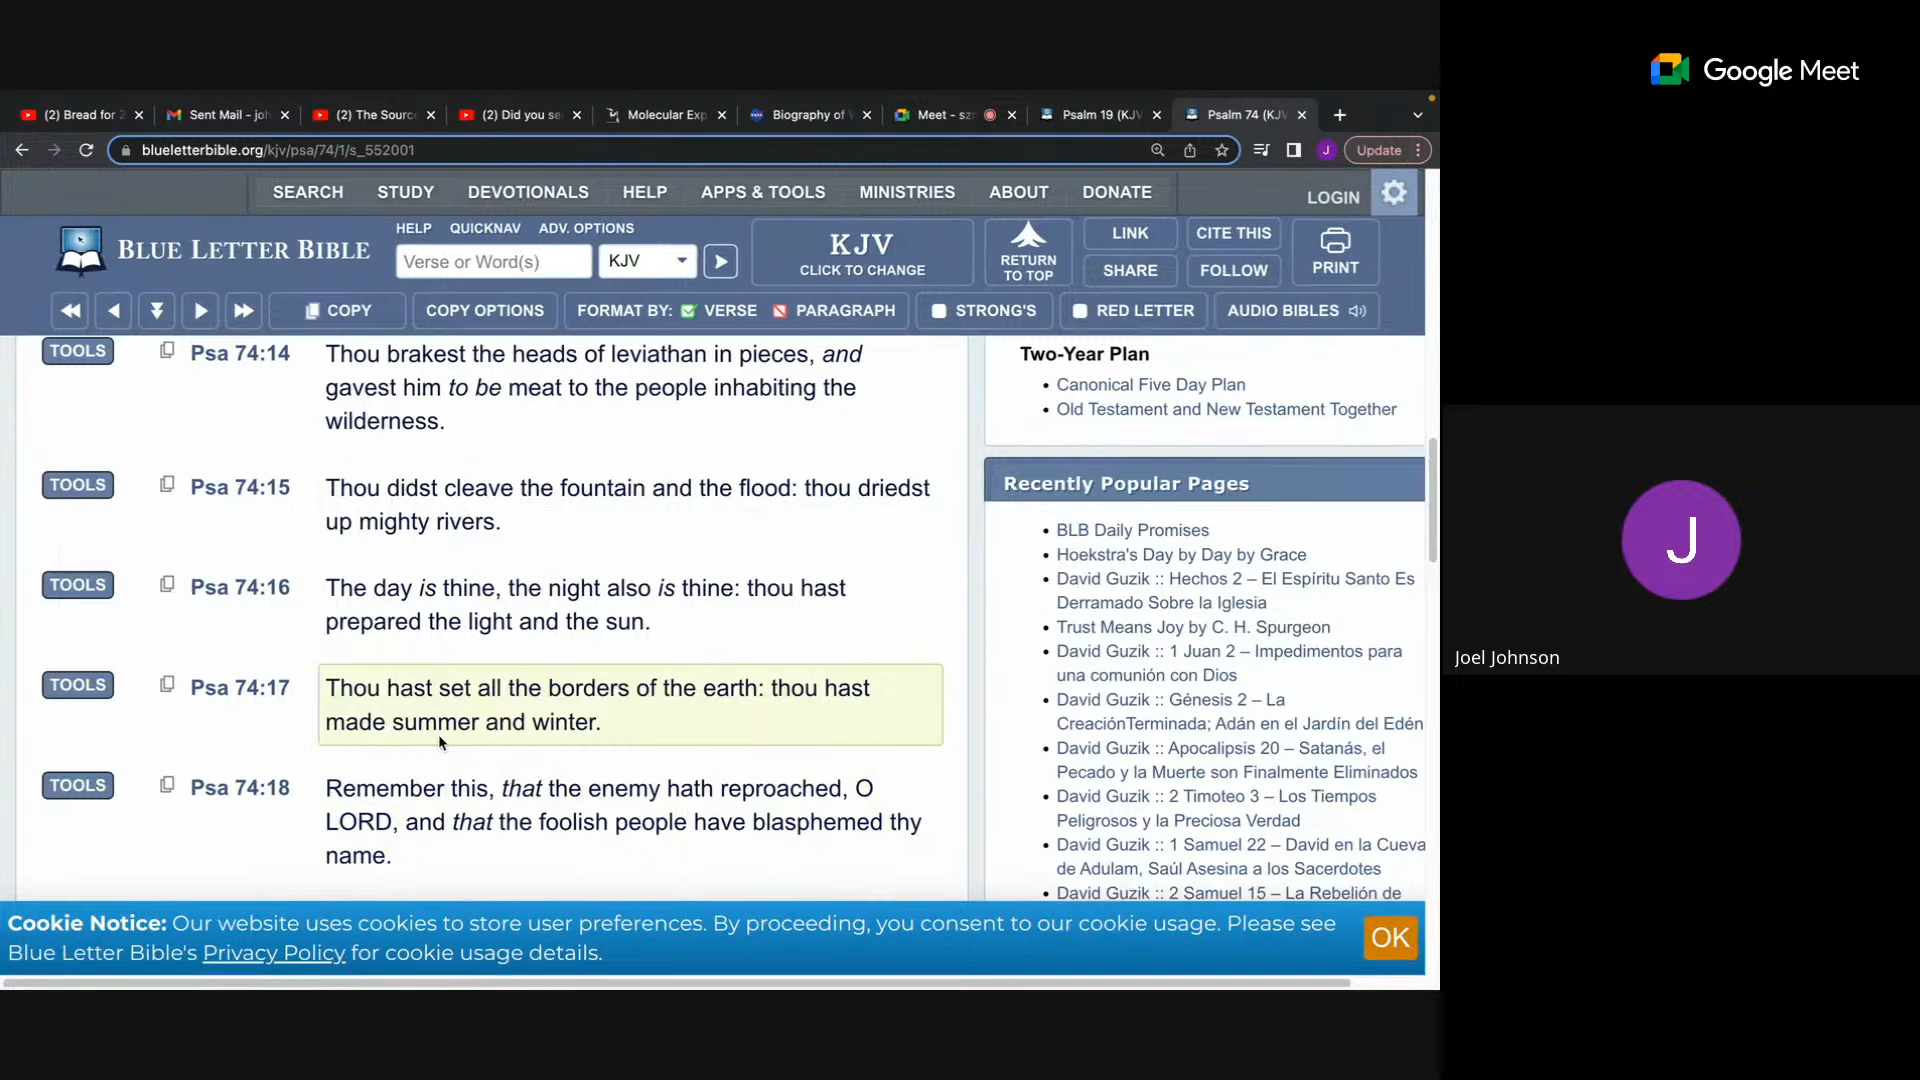 Google Meet
(2) Bread for 2
Sent Mail - joh
(2) The Source
(2) Did you se
Molecular Exp
Biography of
Meet - szr
Psalm 19 (KJV
Psalm 74 (KJV
blueletterbible.org/kjv/psa/74/1/s_552001
J
Update
SEARCH STUDY DEVOTIONALS HELP APPS & TOOLS MINISTRIES ABOUT DONATE
LOGIN
BLUE LETTER BIBLE
HELP QUICKNAV ADV. OPTIONS
Verse or Word(s)
KJV
KJV
CLICK TO CHANGE
RETURN
TO TOP
LINK
CITE THIS
SHARE
FOLLOW
PRINT
COPY
COPY OPTIONS
FORMAT BY: VERSE PARAGRAPH
STRONG'S
RED LETTER
AUDIO BIBLES
TOOLS Psa 74:14 Thou brakest the heads of leviathan in pieces, and
gavest him to be meat to the people inhabiting the
wilderness.
TOOLS Psa 74:15 Thou didst cleave the fountain and the flood: thou driedst
up mighty rivers.
TOOLS Psa 74:16 The day is thine, the night also is thine: thou hast
prepared the light and the sun.
TOOLS Psa 74:17 Thou hast set all the borders of the earth: thou hast
made summer and winter.
TOOLS Psa 74:18 Remember this, that the enemy hath reproached, O
LORD, and that the foolish people have blasphemed thy
name.
Two-Year Plan
Canonical Five Day Plan
Old Testament and New Testament Together
Recently Popular Pages
BLB Daily Promises
Hoekstra's Day by Day by Grace
David Guzik :: Hechos 2 – El Espíritu Santo Es
Derramado Sobre la Iglesia
Trust Means Joy by C. H. Spurgeon
David Guzik :: 1 Juan 2 – Impedimentos para
una comunión con Dios
David Guzik :: Génesis 2 – La
CreaciónTerminada; Adán en el Jardín del Edén
David Guzik :: Apocalipsis 20 – Satanás, el
Pecado y la Muerte son Finalmente Eliminados
David Guzik :: 2 Timoteo 3 – Los Tiempos
Peligrosos y la Preciosa Verdad
David Guzik :: 1 Samuel 22 – David en la Cueva
de Adulam, Saúl Asesina a los Sacerdotes
David Guzik :: 2 Samuel 15 – La Rebelión de
Cookie Notice: Our website uses cookies to store user preferences. By proceeding, you consent to our cookie usage. Please see
Blue Letter Bible's Privacy Policy for cookie usage details.
OK
J
Joel Johnson